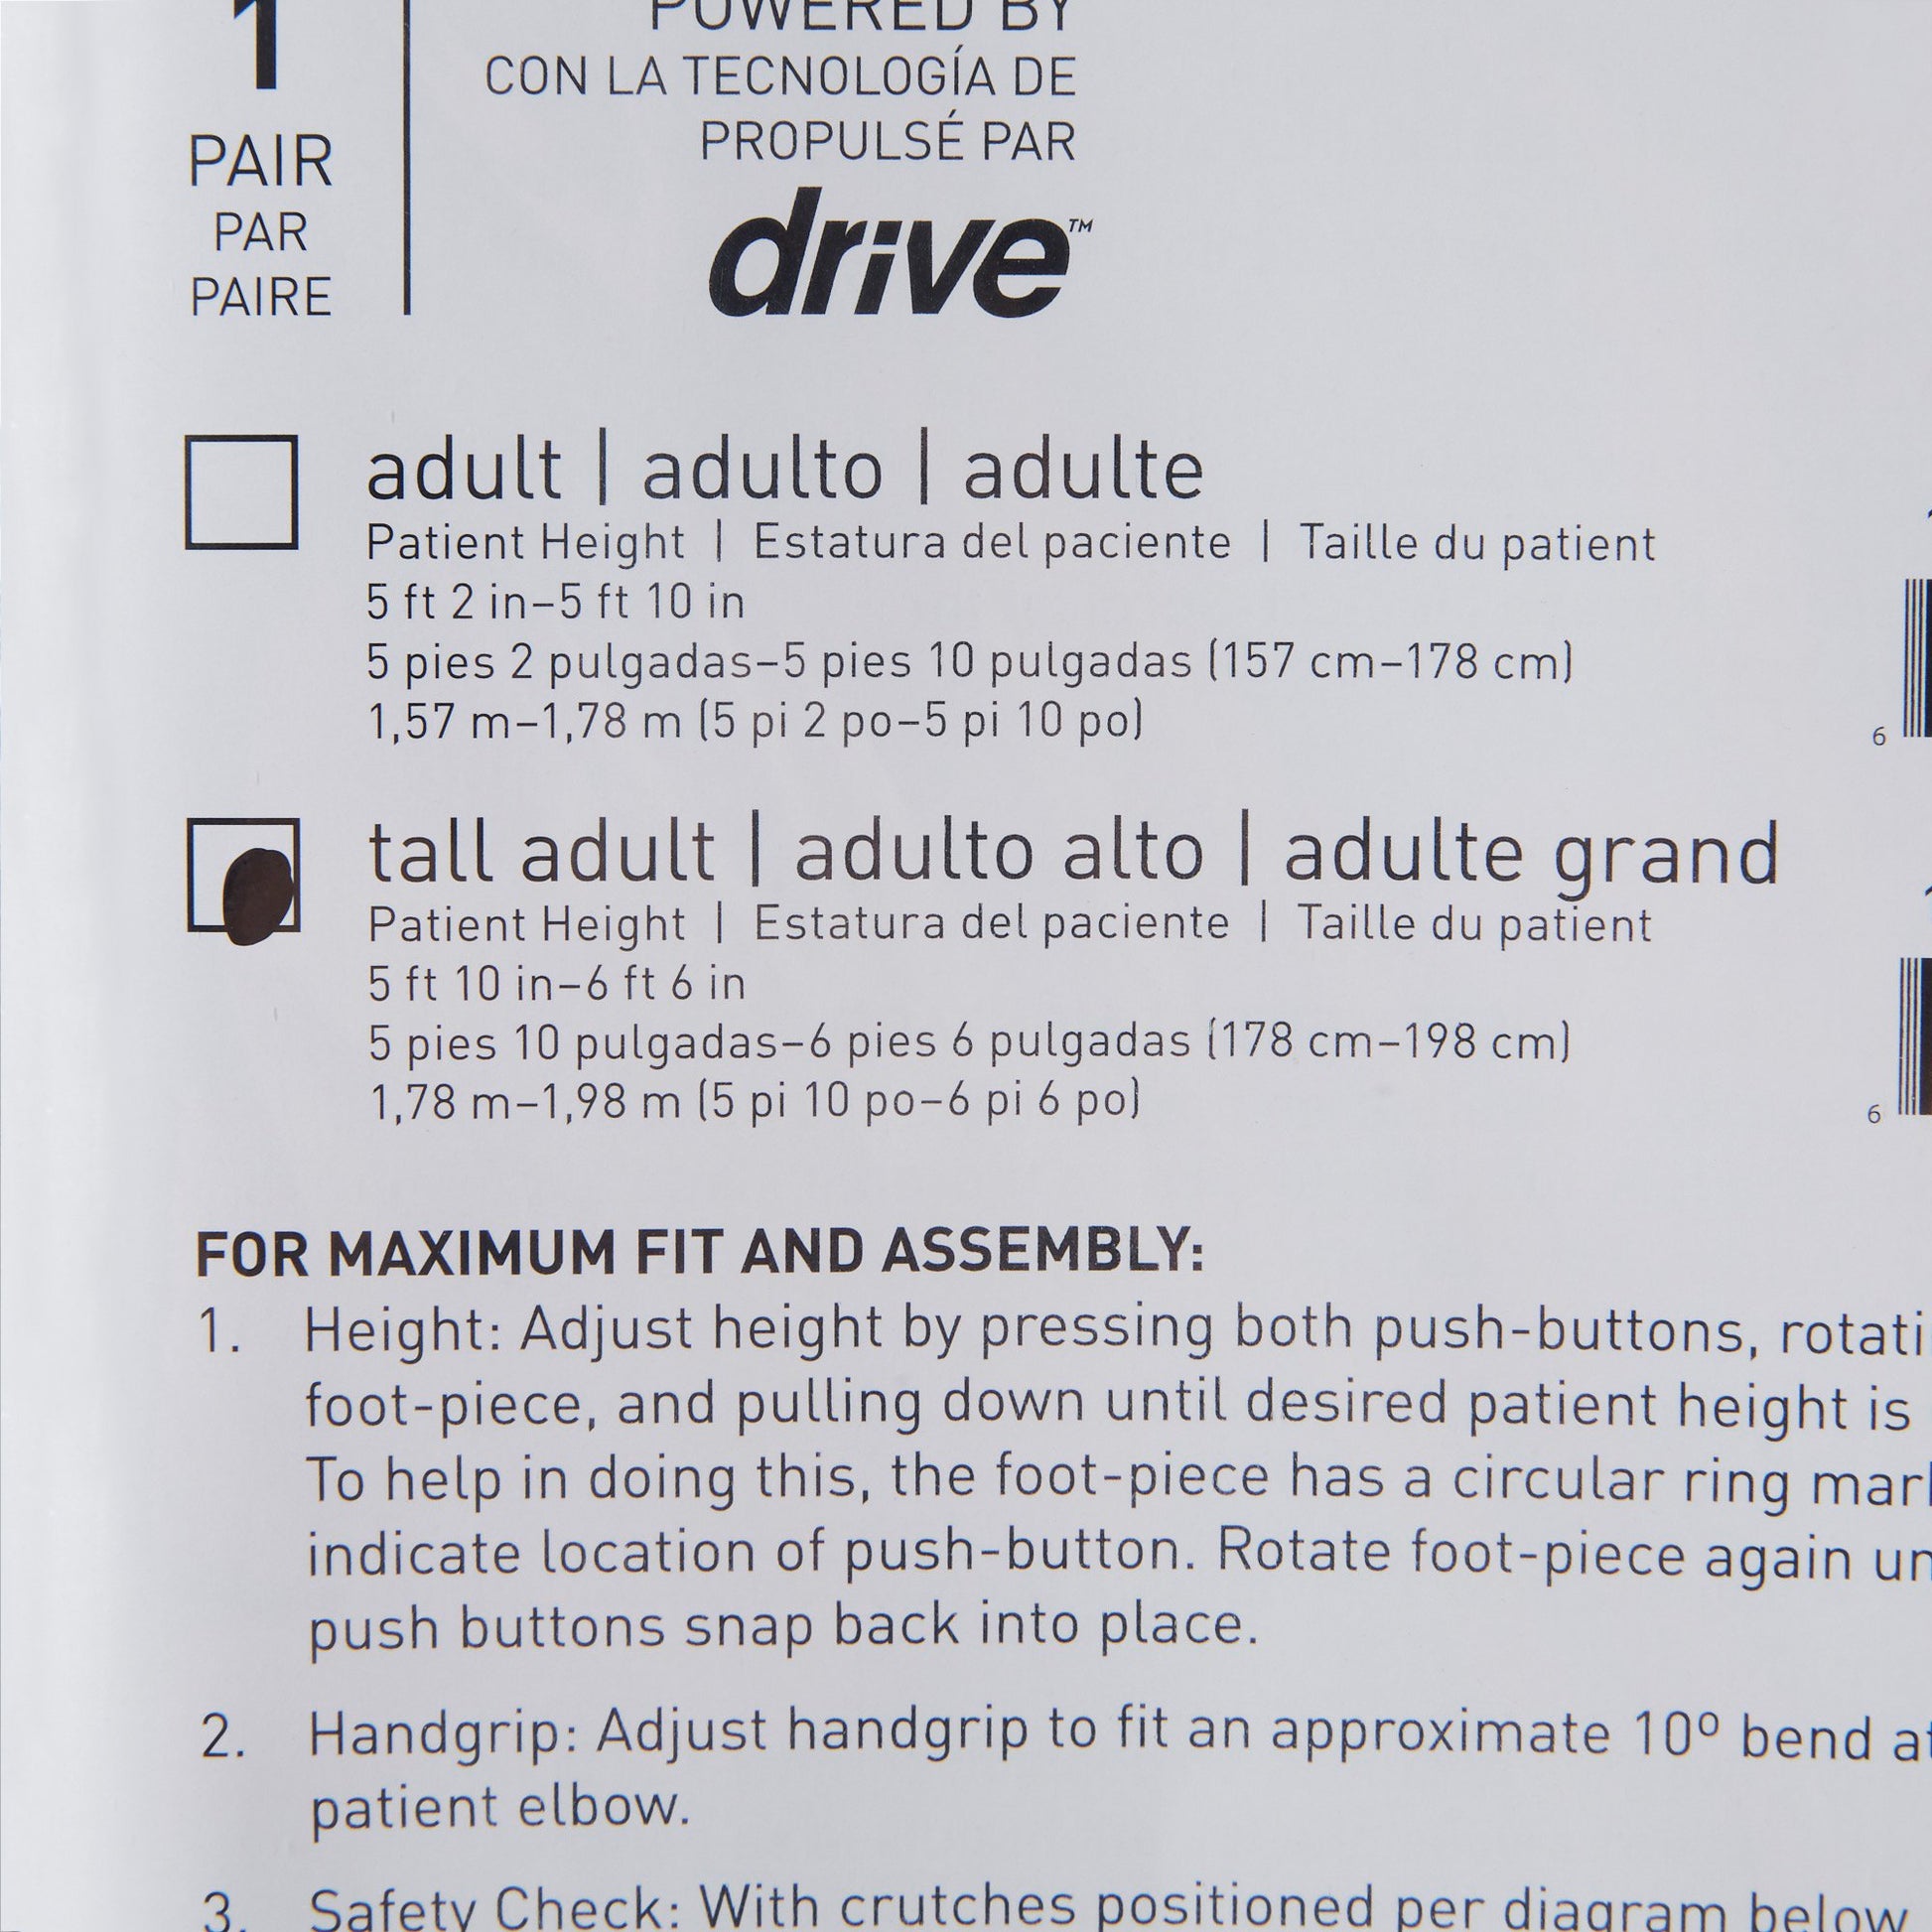 1
PAIR
PAR
PAIRE
POWERED BY
CON LA TECNOLOGÍA DE
PROPULSÉ PAR
drive™
adult | adulto | adulte
Patient Height | Estatura del paciente | Taille du patient
5 ft 2 in–5 ft 10 in
5 pies 2 pulgadas–5 pies 10 pulgadas (157 cm–178 cm)
1,57 m–1,78 m (5 pi 2 po–5 pi 10 po)
6
tall adult | adulto alto | adulte grand
Patient Height | Estatura del paciente | Taille du patient
5 ft 10 in–6 ft 6 in
5 pies 10 pulgadas–6 pies 6 pulgadas (178 cm–198 cm)
1,78 m–1,98 m (5 pi 10 po–6 pi 6 po)
6
FOR MAXIMUM FIT AND ASSEMBLY:
1. Height: Adjust height by pressing both push-buttons,
foot-piece, and pulling down until desired patient height is
To help in doing this, the foot-piece has a circular ring
indicate location of push-button. Rotate foot-piece again
push buttons snap back into place.
2. Handgrip: Adjust handgrip to fit an approximate 10º bend at
patient elbow.
3. Safety Check: With crutches positioned per diagram below